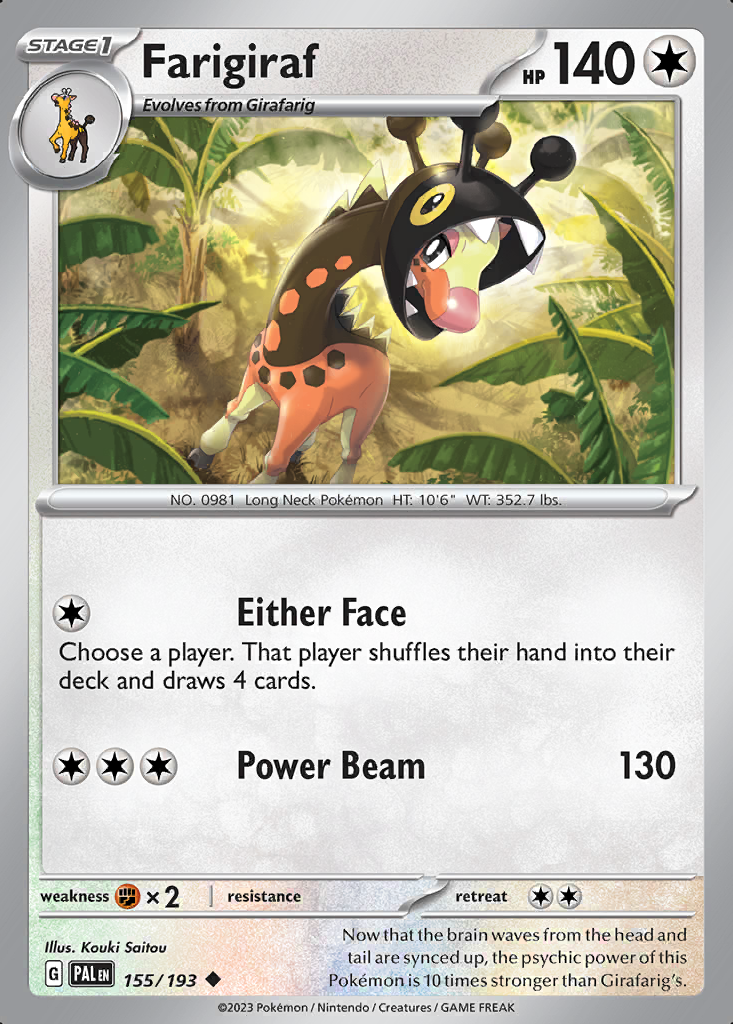 STAGE1
Farigiraf
HP 140
Evolves from Girafarig
NO. 0981 Long Neck Pokémon HT: 10'6" WT: 352.7 lbs.
Either Face
Choose a player. That player shuffles their hand into their
deck and draws 4 cards.
Power Beam 130
weakness ×2 resistance retreat
Illus. Kouki Saitou
Now that the brain waves from the head and
tail are synced up, the psychic power of this
Pokémon is 10 times stronger than Girafarig's.
G PAL EN 155/193
©2023 Pokémon / Nintendo / Creatures / GAME FREAK